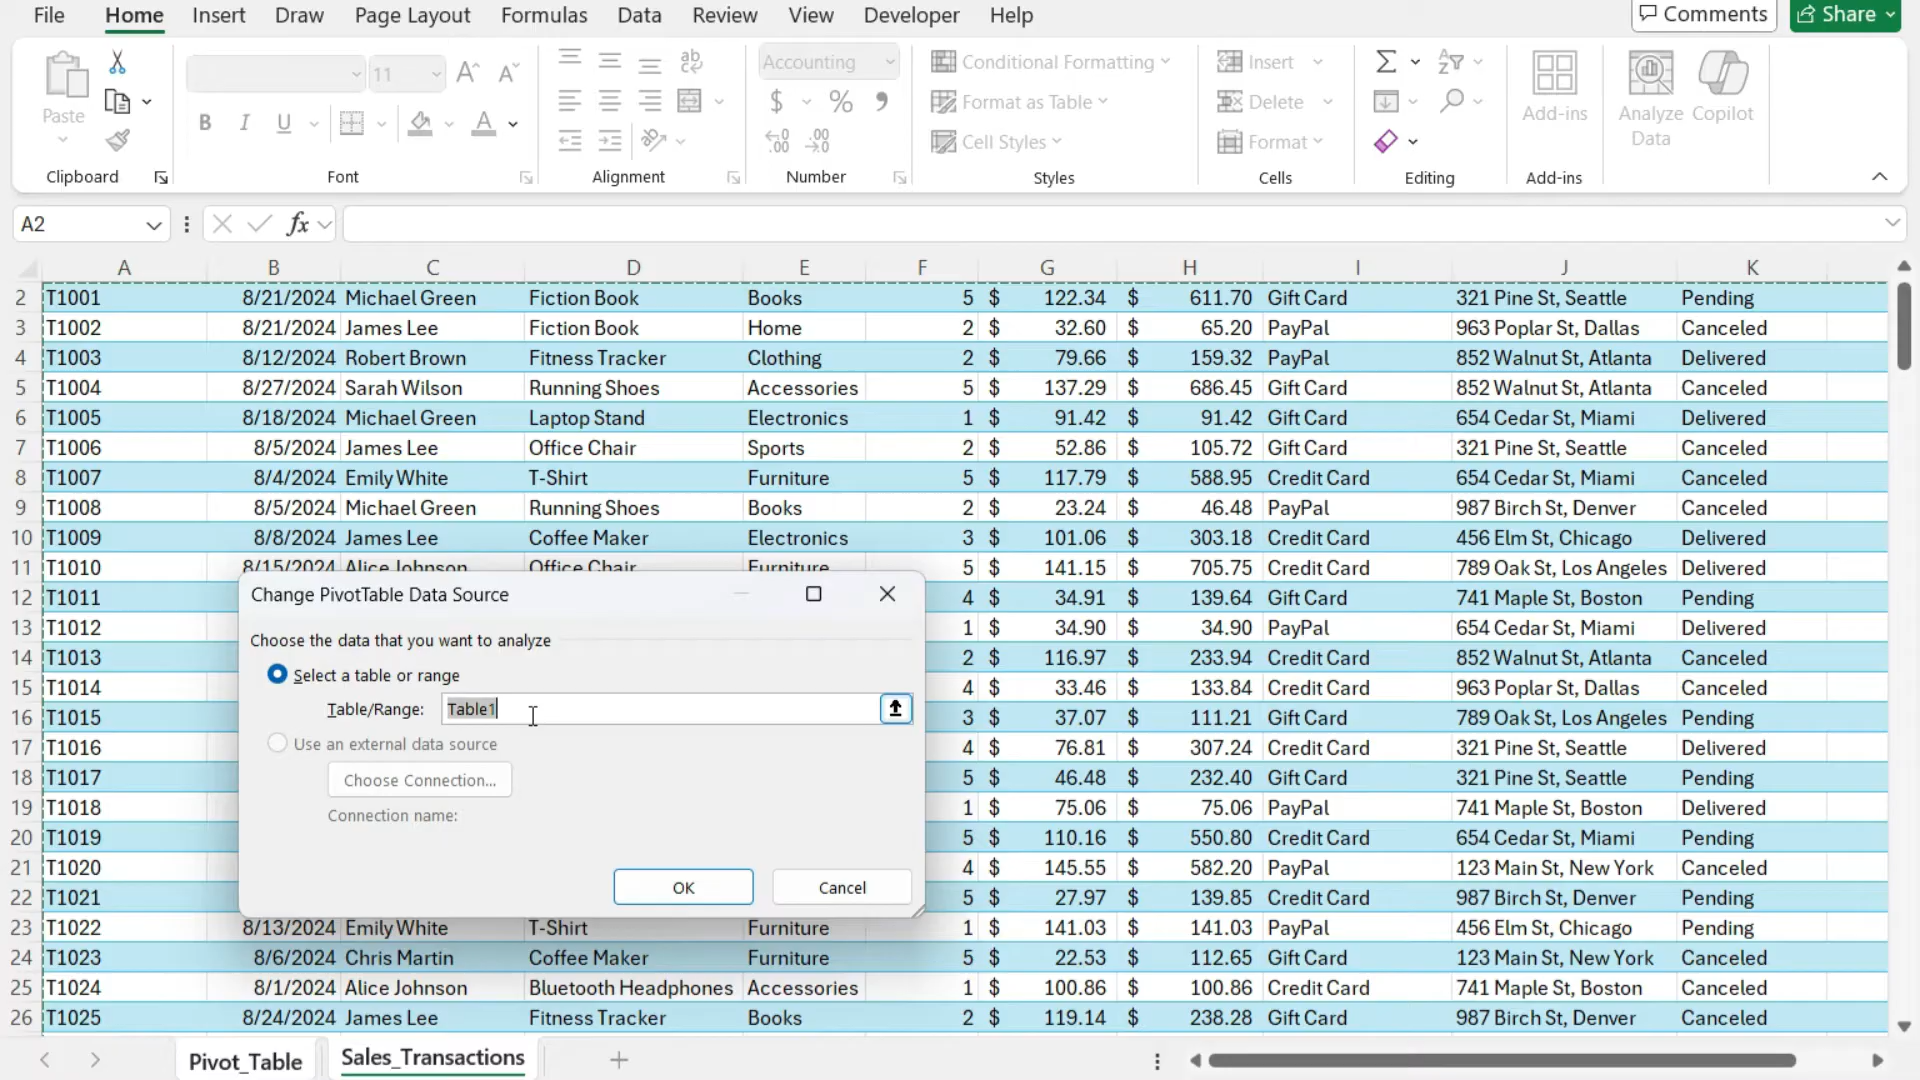 File Home Insert Draw Page Layout Formulas Data Review View Developer Help Comments Share
Paste 11 ab Accounting Conditional Formatting Insert Σ Add-ins Analyze Data Copilot
B I U A $ % Format as Table Delete
.00 .00 Cell Styles Format
Clipboard Font Alignment Number Styles Cells Editing Add-ins
A2 fx
A B C D E F G H I J K
2 T1001 8/21/2024 Michael Green Fiction Book Books 5 $ 122.34 $ 611.70 Gift Card 321 Pine St, Seattle Pending
3 T1002 8/21/2024 James Lee Fiction Book Home 2 $ 32.60 $ 65.20 PayPal 963 Poplar St, Dallas Canceled
4 T1003 8/12/2024 Robert Brown Fitness Tracker Clothing 2 $ 79.66 $ 159.32 PayPal 852 Walnut St, Atlanta Delivered
5 T1004 8/27/2024 Sarah Wilson Running Shoes Accessories 5 $ 137.29 $ 686.45 Gift Card 852 Walnut St, Atlanta Canceled
6 T1005 8/18/2024 Michael Green Laptop Stand Electronics 1 $ 91.42 $ 91.42 Gift Card 654 Cedar St, Miami Delivered
7 T1006 8/5/2024 James Lee Office Chair Sports 2 $ 52.86 $ 105.72 Gift Card 321 Pine St, Seattle Canceled
8 T1007 8/4/2024 Emily White T-Shirt Furniture 5 $ 117.79 $ 588.95 Credit Card 654 Cedar St, Miami Canceled
9 T1008 8/5/2024 Michael Green Running Shoes Books 2 $ 23.24 $ 46.48 PayPal 987 Birch St, Denver Canceled
10 T1009 8/8/2024 James Lee Coffee Maker Electronics 3 $ 101.06 $ 303.18 Credit Card 456 Elm St, Chicago Delivered
11 T1010 8/15/2024 Alice Johnson Office Chair Furniture 5 $ 141.15 $ 705.75 Credit Card 789 Oak St, Los Angeles Delivered
12 T1011 4 $ 34.91 $ 139.64 Gift Card 741 Maple St, Boston Pending
13 T1012 1 $ 34.90 $ 34.90 PayPal 654 Cedar St, Miami Delivered
14 T1013 2 $ 116.97 $ 233.94 Credit Card 852 Walnut St, Atlanta Canceled
15 T1014 4 $ 33.46 $ 133.84 Credit Card 963 Poplar St, Dallas Canceled
16 T1015 3 $ 37.07 $ 111.21 Gift Card 789 Oak St, Los Angeles Pending
17 T1016 4 $ 76.81 $ 307.24 Credit Card 321 Pine St, Seattle Delivered
18 T1017 5 $ 46.48 $ 232.40 Gift Card 321 Pine St, Seattle Pending
19 T1018 1 $ 75.06 $ 75.06 PayPal 741 Maple St, Boston Delivered
20 T1019 5 $ 110.16 $ 550.80 Credit Card 654 Cedar St, Miami Pending
21 T1020 4 $ 145.55 $ 582.20 PayPal 123 Main St, New York Canceled
22 T1021 5 $ 27.97 $ 139.85 Credit Card 987 Birch St, Denver Pending
23 T1022 8/13/2024 Emily White T-Shirt Furniture 1 $ 141.03 $ 141.03 PayPal 456 Elm St, Chicago Pending
24 T1023 8/6/2024 Chris Martin Coffee Maker Furniture 5 $ 22.53 $ 112.65 Gift Card 123 Main St, New York Canceled
25 T1024 8/1/2024 Alice Johnson Bluetooth Headphones Accessories 1 $ 100.86 $ 100.86 Credit Card 741 Maple St, Boston Canceled
26 T1025 8/24/2024 James Lee Fitness Tracker Books 2 $ 119.14 $ 238.28 Gift Card 987 Birch St, Denver Canceled
Change PivotTable Data Source
Choose the data that you want to analyze
Select a table or range
Table/Range: Table1
Use an external data source
Choose Connection...
Connection name:
OK Cancel
Pivot_Table Sales_Transactions